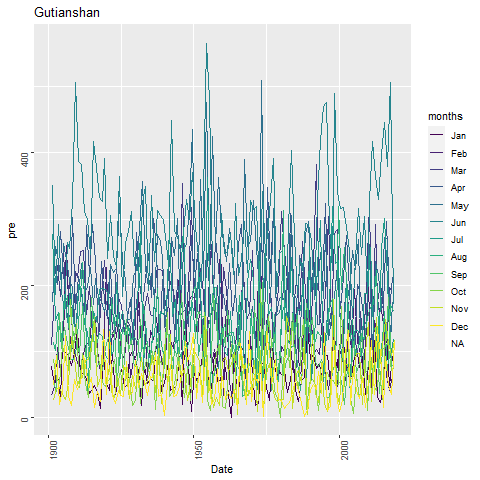 Gutianshan
pre
400
200
0
1900
1950
2000
Date
months
Jan
Feb
Mar
Apr
May
Jun
Jul
Aug
Sep
Oct
Nov
Dec
NA